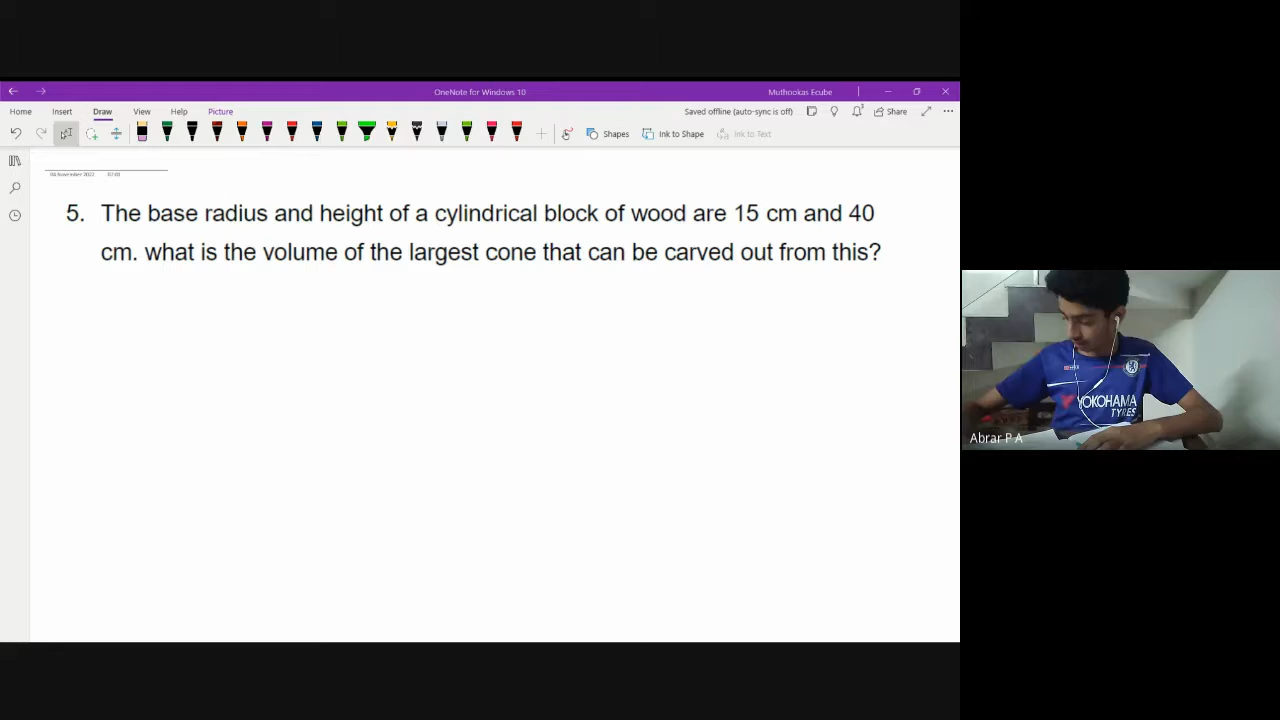 OneNote for Windows 10
Muthookas Ecube
Home Insert Draw View Help Picture
Saved offline (auto-sync is off)
Share
Shapes
Ink to Shape
Ink to Text
5. The base radius and height of a cylindrical block of wood are 15 cm and 40
cm. what is the volume of the largest cone that can be carved out from this?
YOKOHAMA
TYRES
Abrar P A